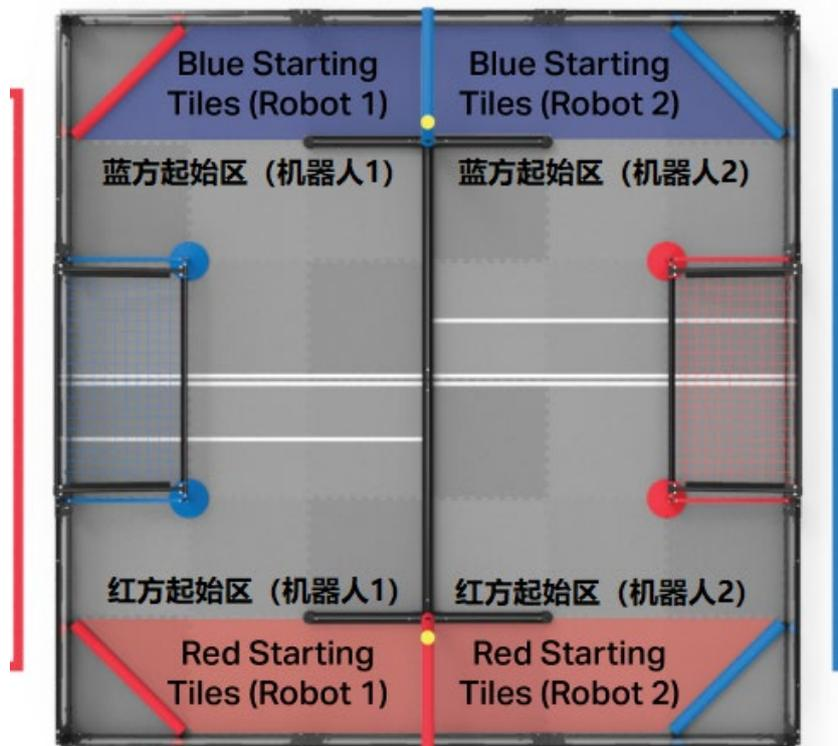 Blue Starting
Tiles (Robot 1)
Blue Starting
Tiles (Robot 2)
蓝方起始区（机器人1）
蓝方起始区（机器人2）
红方起始区（机器人1）
红方起始区（机器人2）
Red Starting
Tiles (Robot 1)
Red Starting
Tiles (Robot 2)